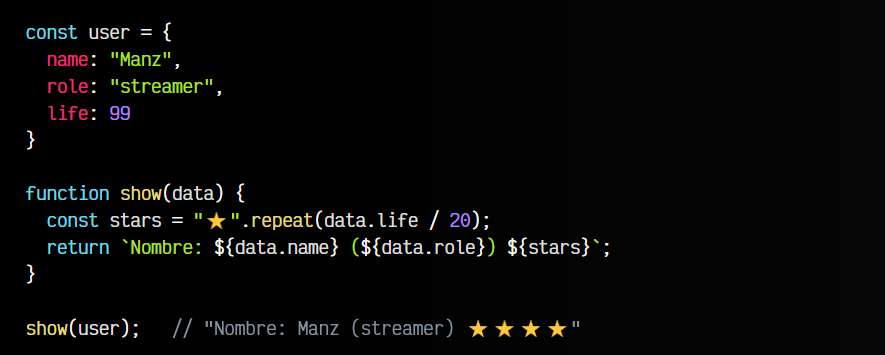 const user = {
  name: "Manz",
  role: "streamer",
  life: 99
}
function show(data) {
  const stars = "⭐".repeat(data.life / 20);
  return `Nombre: ${data.name} (${data.role}) ${stars}`;
}
show(user);   // "Nombre: Manz (streamer) ⭐⭐⭐⭐"